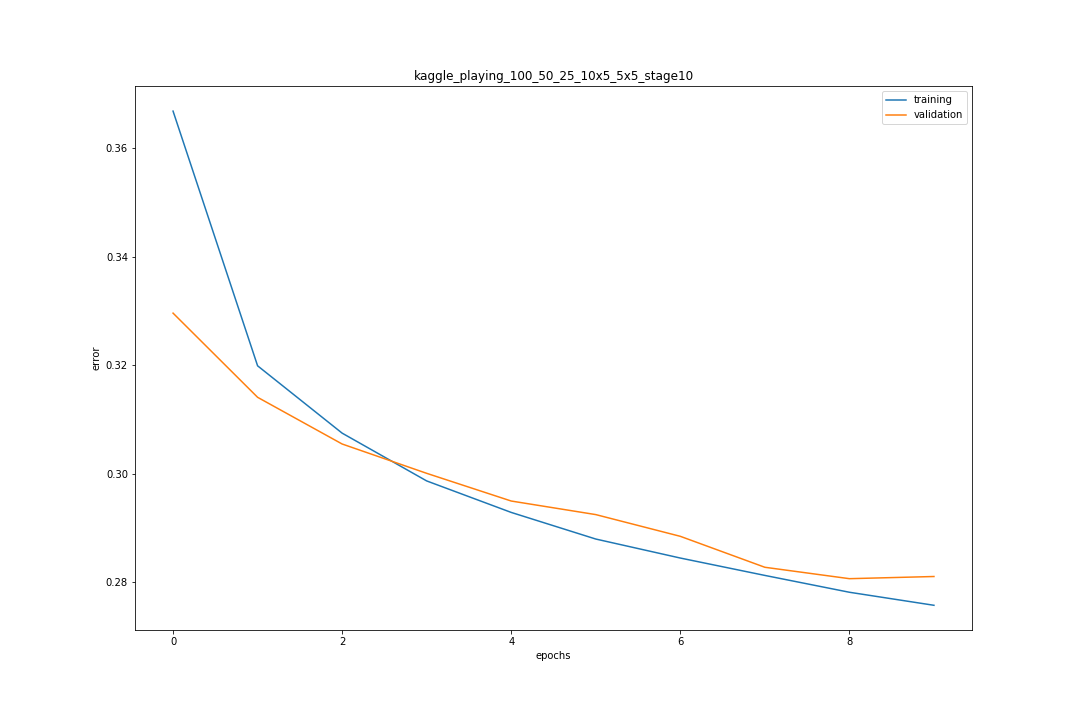 kaggle_playing_100_50_25_10x5_5x5_stage10
training
validation
error
0.36
0.34
0.32
0.30
0.28
0
2
4
6
8
epochs